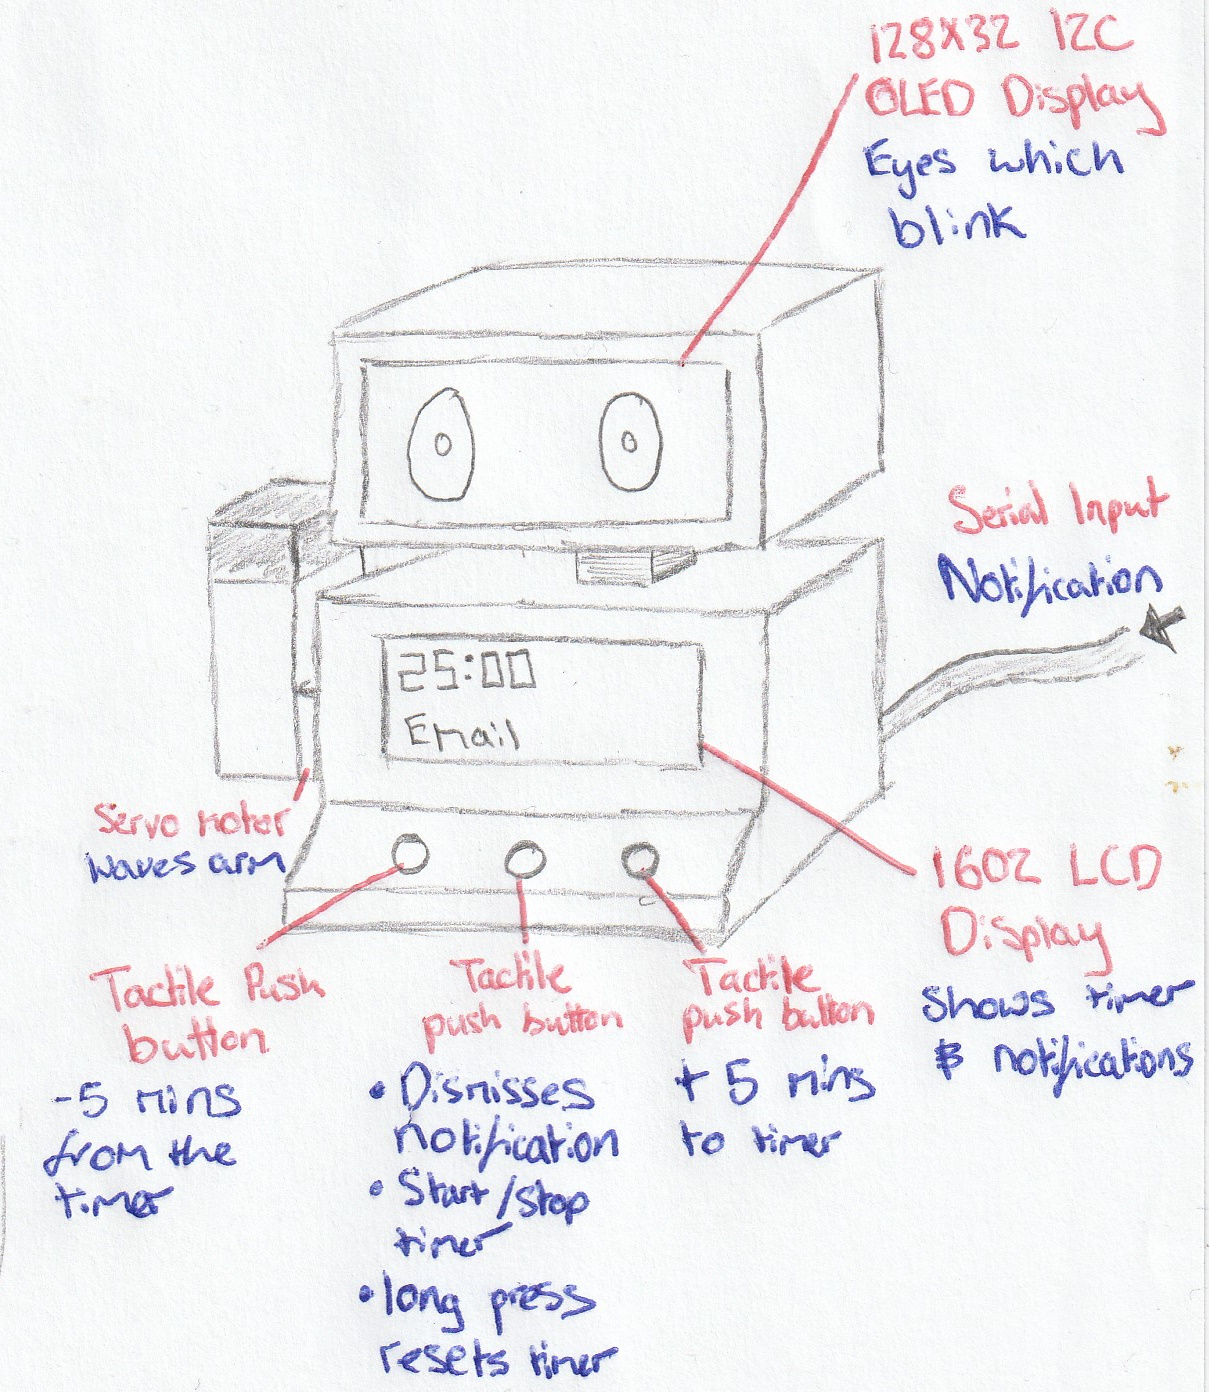 128X32 I2C
OLED Display
Eyes which
blink
Serial Input
Notification
25:00
Email
Servo motor
waves arm
1602 LCD
Display
Shows timer
& notifications
Tactile Push
button
-5 mins
from the
timer
Tactile
push button
• Dismisses
notification
• Start/stop
timer
• long press
resets timer
Tactile
push button
+ 5 mins
to timer